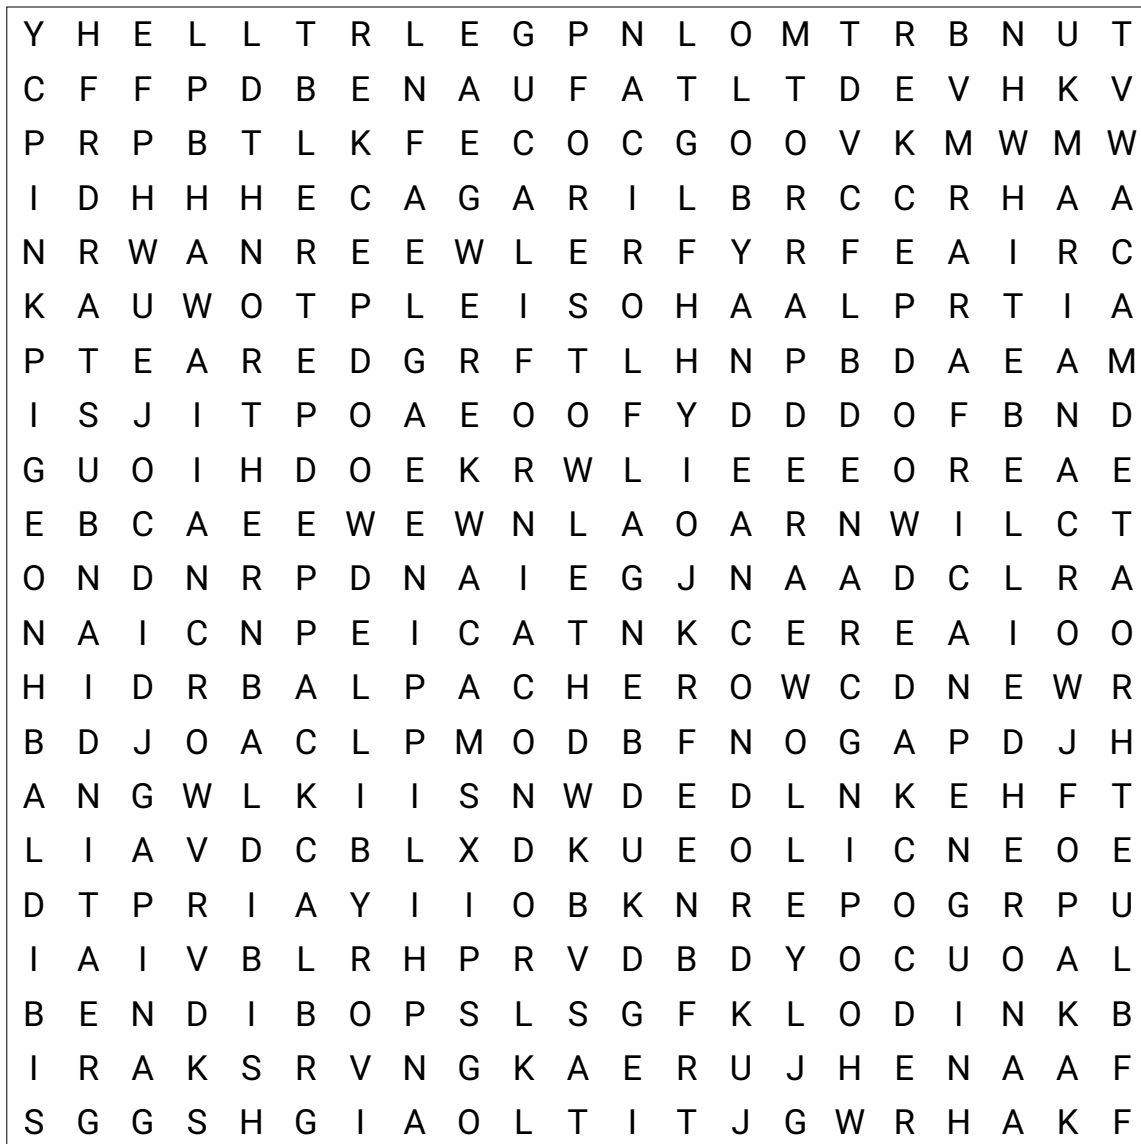 Y H E L L T R L E G P N L O M T R B N U T
C F F P D B E N A U F A T L T D E V H K V
P R P B T L K F E C O C G O O V K M W M W
I D H H H E C A G A R I L B R C C R H A A
N R W A N R E E W L E R F Y R F E A I R C
K A U W O T P L E I S O H A A L P R T I A
P T E A R E D G R F T L H N P B D A E A M
I S J I T P O A E O O F Y D D D O F B N D
G U O I H D O E K R W L I E E E O R E A E
E B C A E E W E W N L A O A R N W I L C T
O N D N R P D N A I E G J N A A D C L R A
N A I C N P E I C A T N K C E R E A I O O
H I D R B A L P A C H E R O W C D N E W R
B D J O A C L P M O D B F N O G A P D J H
A N G W L K I I S N W D E D L N K E H F T
L I A V D C B L X D K U E O L I C N E O E
D T P R I A Y I I O B K N R E P O G R P U
I A I V B L R H P R V D B D Y O C U O A L
B E N D I B O P S L S G F K L O D I N K B
I R A K S R V N G K A E R U J H E N A A F
S G G S H G I A O L T I T J G W R H A K F